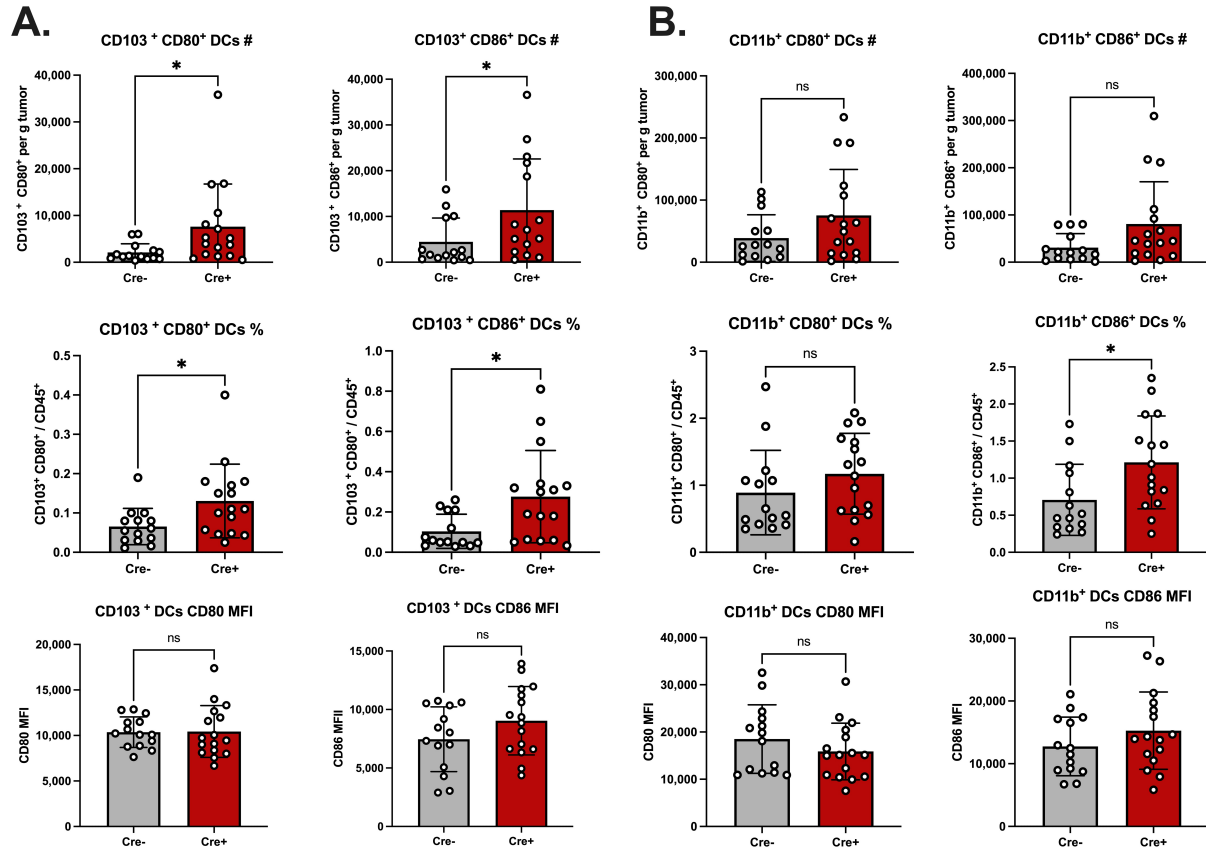 A.
B.
CD103 + CD80+ DCs #
CD103+ CD86+ DCs #
CD11b+ CD80+ DCs #
CD11b+ CD86+ DCs #
CD103 + CD80+ per g tumor
40,000
30,000
20,000
10,000
0
*
Cre-
Cre+
CD103 + CD86+ per g tumor
40,000
30,000
20,000
10,000
0
*
Cre-
Cre+
CD11b+ CD80+ per g tumor
300,000
200,000
100,000
0
ns
Cre-
Cre+
CD11b+ CD86+ per g tumor
400,000
300,000
200,000
100,000
0
ns
Cre-
Cre+
CD103 + CD80+ DCs %
CD103 + CD86+ DCs %
CD11b+ CD80+ DCs %
CD11b+ CD86+ DCs %
CD103+ CD80+ / CD45+
0.5
0.4
0.3
0.2
0.1
0.0
*
Cre-
Cre+
CD103 + CD80+ / CD45+
1.0
0.8
0.6
0.4
0.2
0.0
*
Cre-
Cre+
CD11b+ CD80+ / CD45+
3
2
1
0
ns
Cre-
Cre+
CD11b+ CD86+ / CD45+
2.5
2.0
1.5
1.0
0.5
0.0
*
Cre-
Cre+
CD103 + DCs CD80 MFI
CD103 + DCs CD86 MFI
CD11b+ DCs CD80 MFI
CD11b+ DCs CD86 MFI
CD80 MFI
20,000
15,000
10,000
5,000
0
ns
Cre-
Cre+
CD86 MFII
15,000
10,000
5,000
0
ns
Cre-
Cre+
CD80 MFI
40,000
30,000
20,000
10,000
0
ns
Cre-
Cre+
CD86 MFI
30,000
20,000
10,000
0
ns
Cre-
Cre+